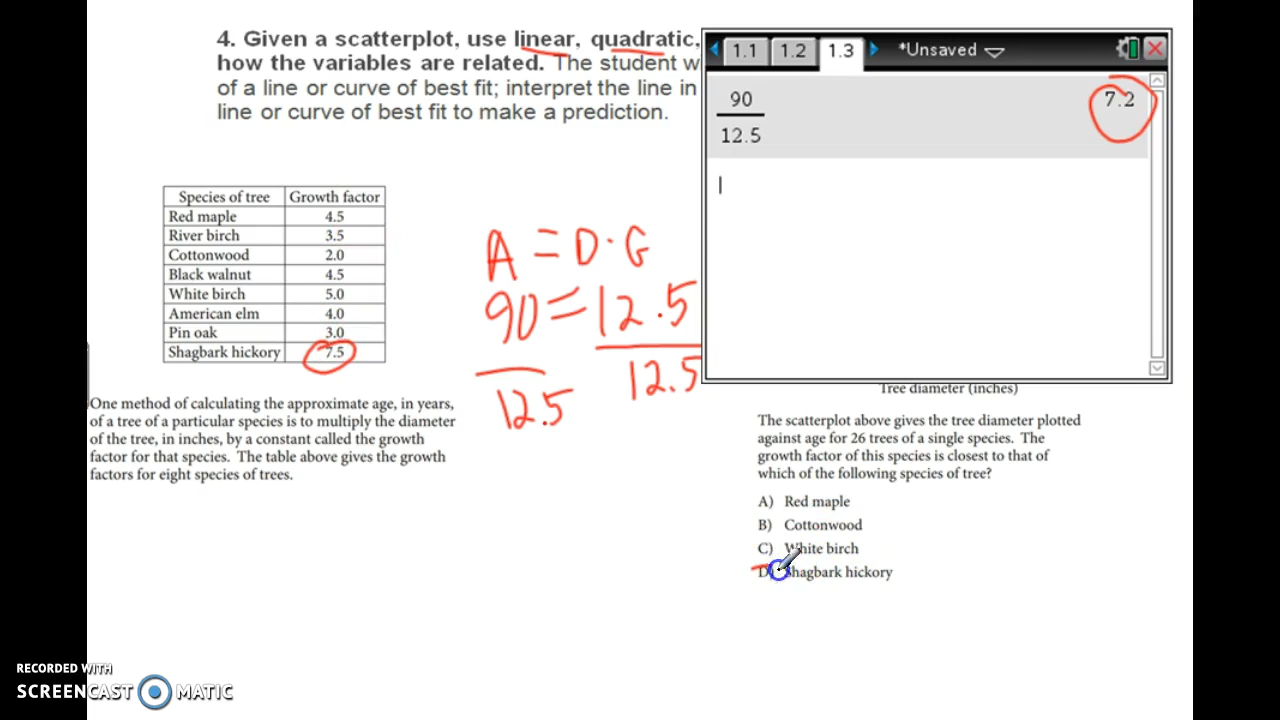 4. Given a scatterplot, use linear, quadratic,
how the variables are related. The student w
of a line or curve of best fit; interpret the line in
line or curve of best fit to make a prediction.
1.1 1.2 1.3 *Unsaved
90
12.5
7.2
Species of tree Growth factor
Red maple 4.5
River birch 3.5
Cottonwood 2.0
Black walnut 4.5
White birch 5.0
American elm 4.0
Pin oak 3.0
Shagbark hickory 7.5
A = D · G
90 = 12.5
12.5 12.5
One method of calculating the approximate age, in years,
of a tree of a particular species is to multiply the diameter
of the tree, in inches, by a constant called the growth
factor for that species. The table above gives the growth
factors for eight species of trees.
Tree diameter (inches)
The scatterplot above gives the tree diameter plotted
against age for 26 trees of a single species. The
growth factor of this species is closest to that of
which of the following species of tree?
A) Red maple
B) Cottonwood
C) White birch
D) Shagbark hickory
RECORDED WITH
SCREENCAST MATIC